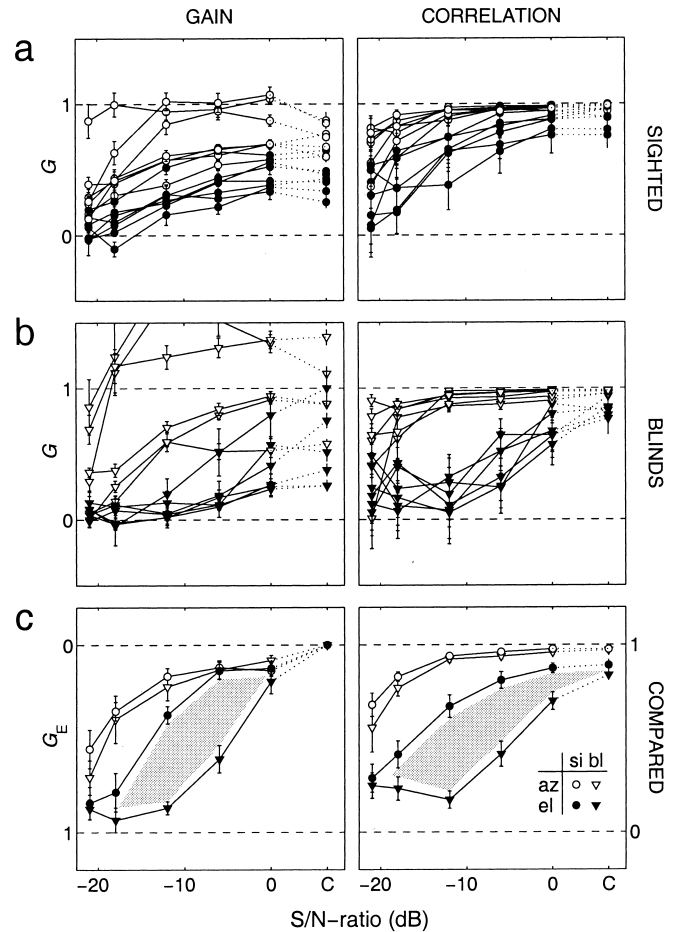 GAIN CORRELATION
a
1
G
0
SIGHTED
b
1
G
0
BLINDS
c
0
G_E
1
1
0
COMPARED
si bl
az
el
−20 −10 0 C −20 −10 0 C
S/N−ratio (dB)